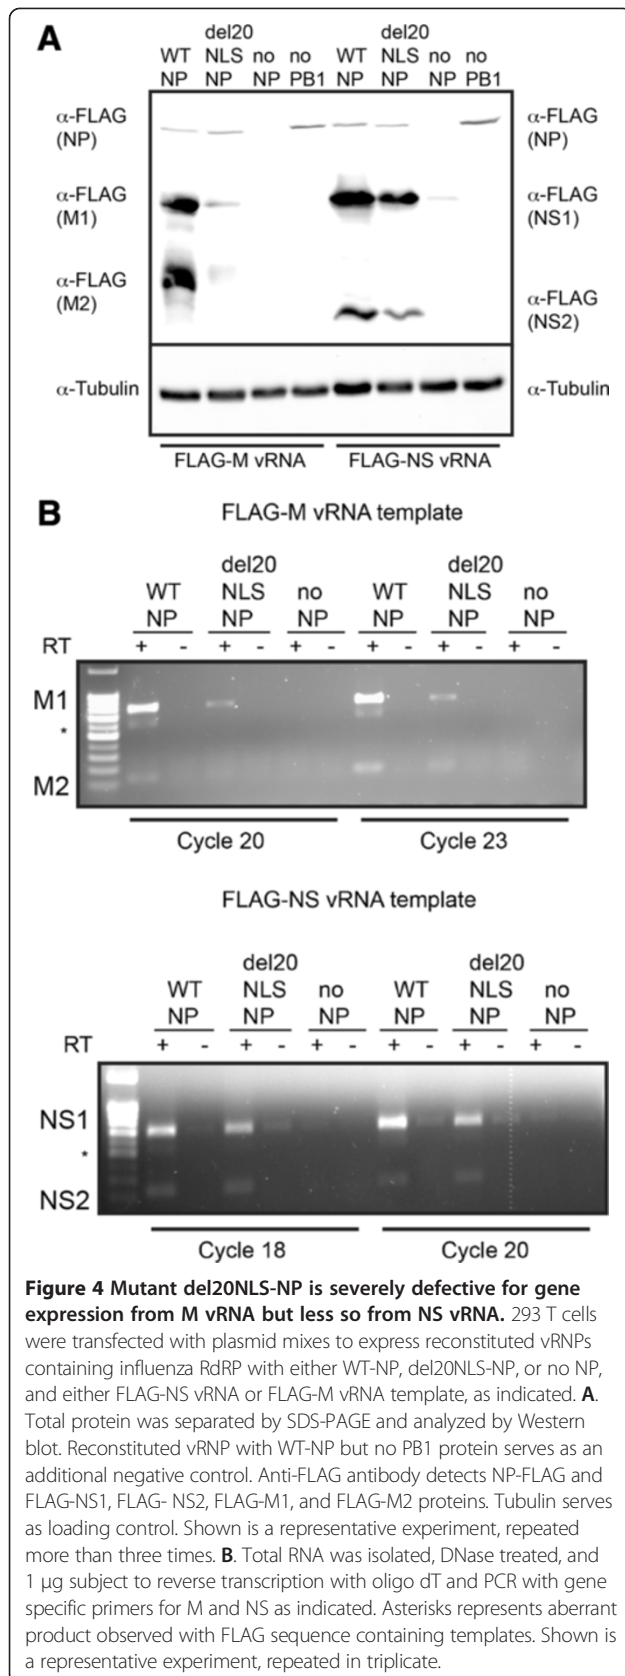 A
del20
WT NLS no no WT NLS no no
NP NP NP PB1 NP NP NP PB1
del20
α-FLAG
(NP)
α-FLAG
(M1)
α-FLAG
(M2)
α-Tubulin
α-FLAG
(NP)
α-FLAG
(NS1)
α-FLAG
(NS2)
α-Tubulin
FLAG-M vRNA FLAG-NS vRNA
B
FLAG-M vRNA template
del20 del20
WT NLS no WT NLS no
NP NP NP NP NP NP
RT + - + - + - + - + - + -
M1
*
M2
Cycle 20 Cycle 23
FLAG-NS vRNA template
del20 del20
WT NLS no WT NLS no
NP NP NP NP NP NP
RT + - + - + - + - + - + -
NS1
*
NS2
Cycle 18 Cycle 20
Figure 4 Mutant del20NLS-NP is severely defective for gene
expression from M vRNA but less so from NS vRNA. 293 T cells
were transfected with plasmid mixes to express reconstituted vRNPs
containing influenza RdRP with either WT-NP, del20NLS-NP, or no NP,
and either FLAG-NS vRNA or FLAG-M vRNA template, as indicated. A.
Total protein was separated by SDS-PAGE and analyzed by Western
blot. Reconstituted vRNP with WT-NP but no PB1 protein serves as an
additional negative control. Anti-FLAG antibody detects NP-FLAG and
FLAG-NS1, FLAG- NS2, FLAG-M1, and FLAG-M2 proteins. Tubulin serves
as loading control. Shown is a representative experiment, repeated
more than three times. B. Total RNA was isolated, DNase treated, and
1 μg subject to reverse transcription with oligo dT and PCR with gene
specific primers for M and NS as indicated. Asterisks represents aberrant
product observed with FLAG sequence containing templates. Shown is
a representative experiment, repeated in triplicate.